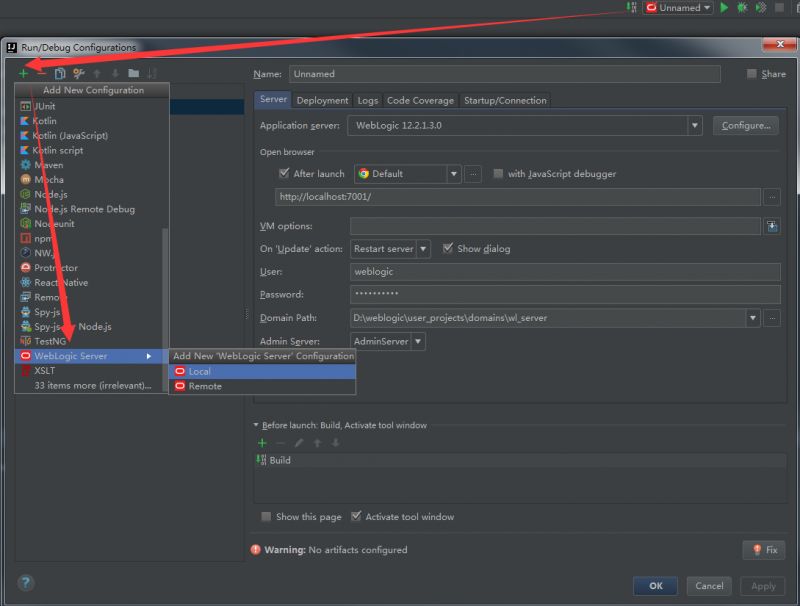 Unnamed
Run/Debug Configurations
Add New Configuration
JUnit
Kotlin
Kotlin (JavaScript)
Kotlin script
Maven
Mocha
Node.js
Node.js Remote Debug
Nodeunit
npm
NW.j
Protractor
React Native
Remote
Spy-js
Spy-js Node.js
TestNG
WebLogic Server
XSLT
33 items more (irrelevant)...
Add New 'WebLogic Server' Configuration
Local
Remote
Name: Unnamed Share
Server Deployment Logs Code Coverage Startup/Connection
Application server: WebLogic 12.2.1.3.0 Configure...
Open browser
After launch Default ... with JavaScript debugger
http://localhost:7001/ ...
VM options:
On 'Update' action: Restart server Show dialog
User: weblogic
Password: ••••••••••
Domain Path: D:\weblogic\user_projects\domains\wl_server ...
Admin Server: AdminServer
Before launch: Build, Activate tool window
Build
Show this page Activate tool window
Warning: No artifacts configured Fix
? OK Cancel Apply